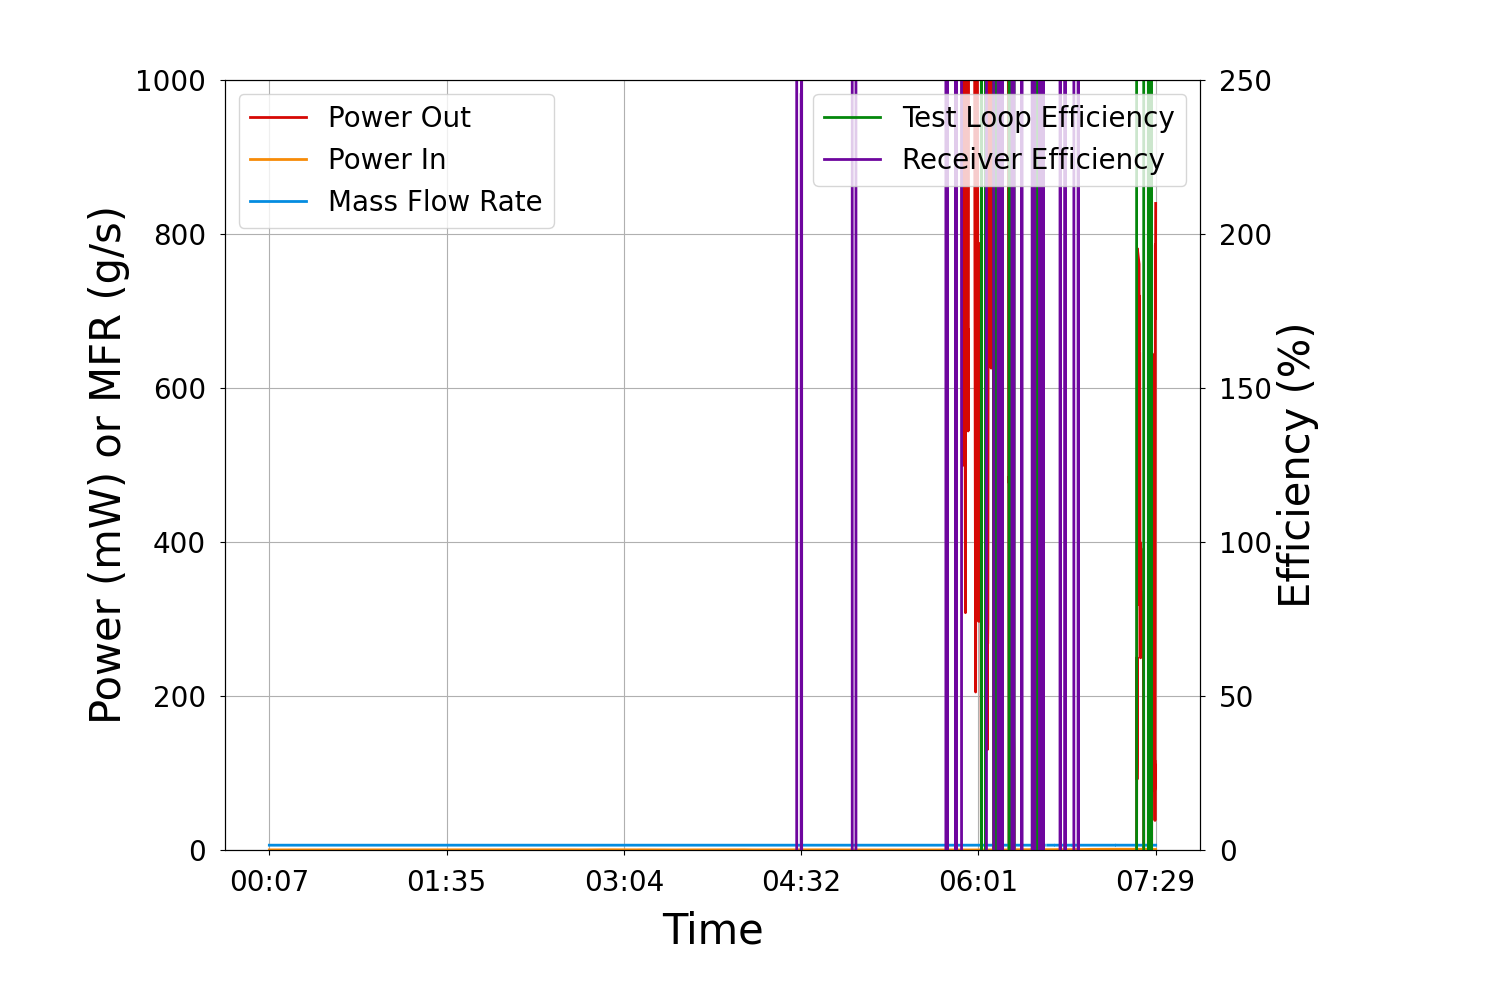 1000
800
600
400
200
0
Power (mW) or MFR (g/s)
Power Out
Power In
Mass Flow Rate
Test Loop Efficiency
Receiver Efficiency
250
200
150
100
50
0
Efficiency (%)
00:07 01:35 03:04 04:32 06:01 07:29
Time